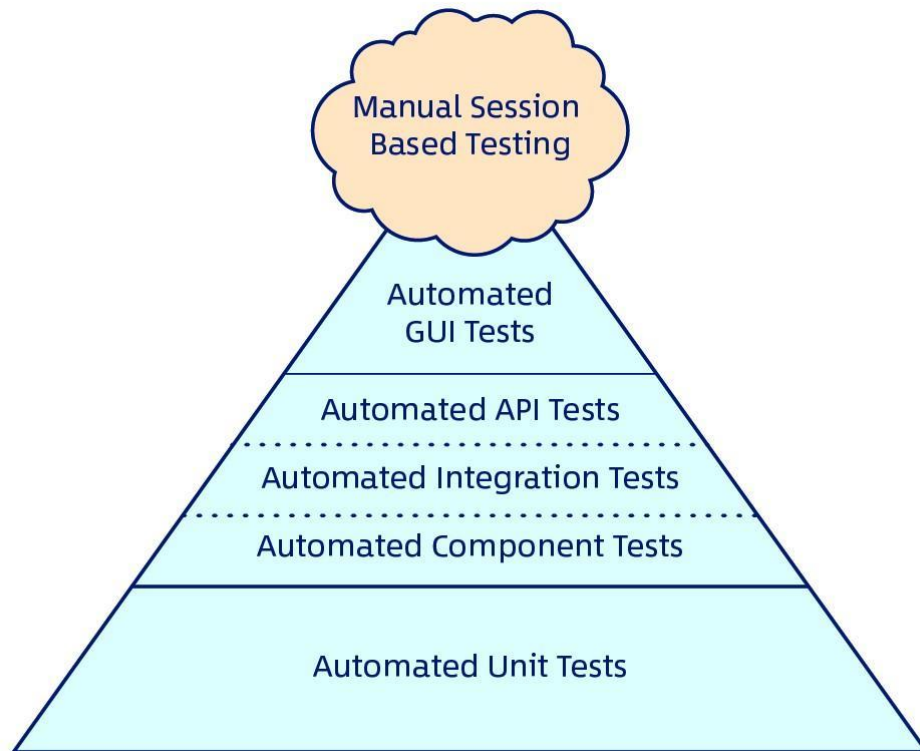 Manual Session
Based Testing
Automated
GUI Tests
Automated API Tests
Automated Integration Tests
Automated Component Tests
Automated Unit Tests